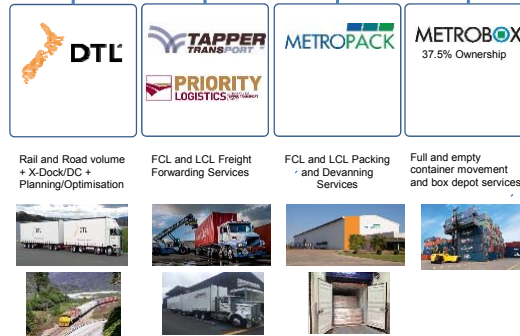 DTL
TAPPER
TRANSPORT
PRIORITY
LOGISTICS
METROPACK
METROBOX
37.5% Ownership
Rail and Road volume
+ X-Dock/DC +
Planning/Optimisation
FCL and LCL Freight
Forwarding Services
FCL and LCL Packing
and Devanning
Services
Full and empty
container movement
and box depot services
DTL